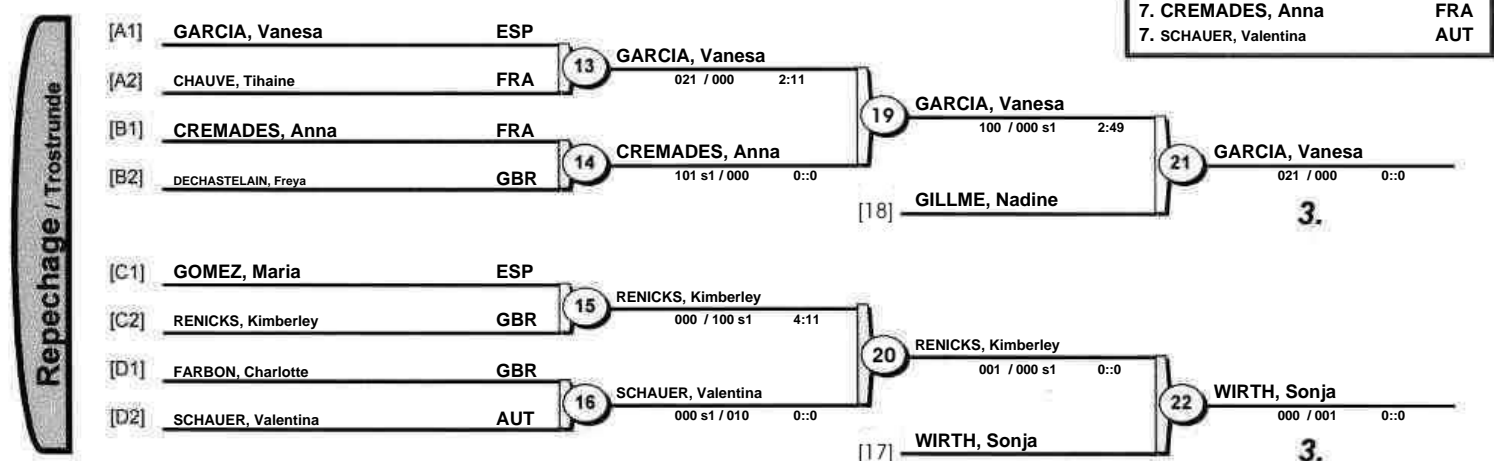 7. CREMADES, Anna FRA
7. SCHAUER, Valentina AUT
Repechage / Trostrunde
[A1] GARCIA, Vanesa ESP
13 GARCIA, Vanesa
021 / 000 2:11
[A2] CHAUVE, Tihaine FRA
19 GARCIA, Vanesa
100 / 000 s1 2:49
[B1] CREMADES, Anna FRA
14 CREMADES, Anna
101 s1 / 000 0::0
[B2] DECHASTELAIN, Freya GBR
21 GARCIA, Vanesa
021 / 000 0::0
[18] GILLME, Nadine
3.
[C1] GOMEZ, Maria ESP
15 RENICKS, Kimberley
000 / 100 s1 4:11
[C2] RENICKS, Kimberley GBR
20 RENICKS, Kimberley
001 / 000 s1 0::0
[D1] FARBON, Charlotte GBR
16 SCHAUER, Valentina
000 s1 / 010 0::0
[D2] SCHAUER, Valentina AUT
22 WIRTH, Sonja
000 / 001 0::0
[17] WIRTH, Sonja
3.